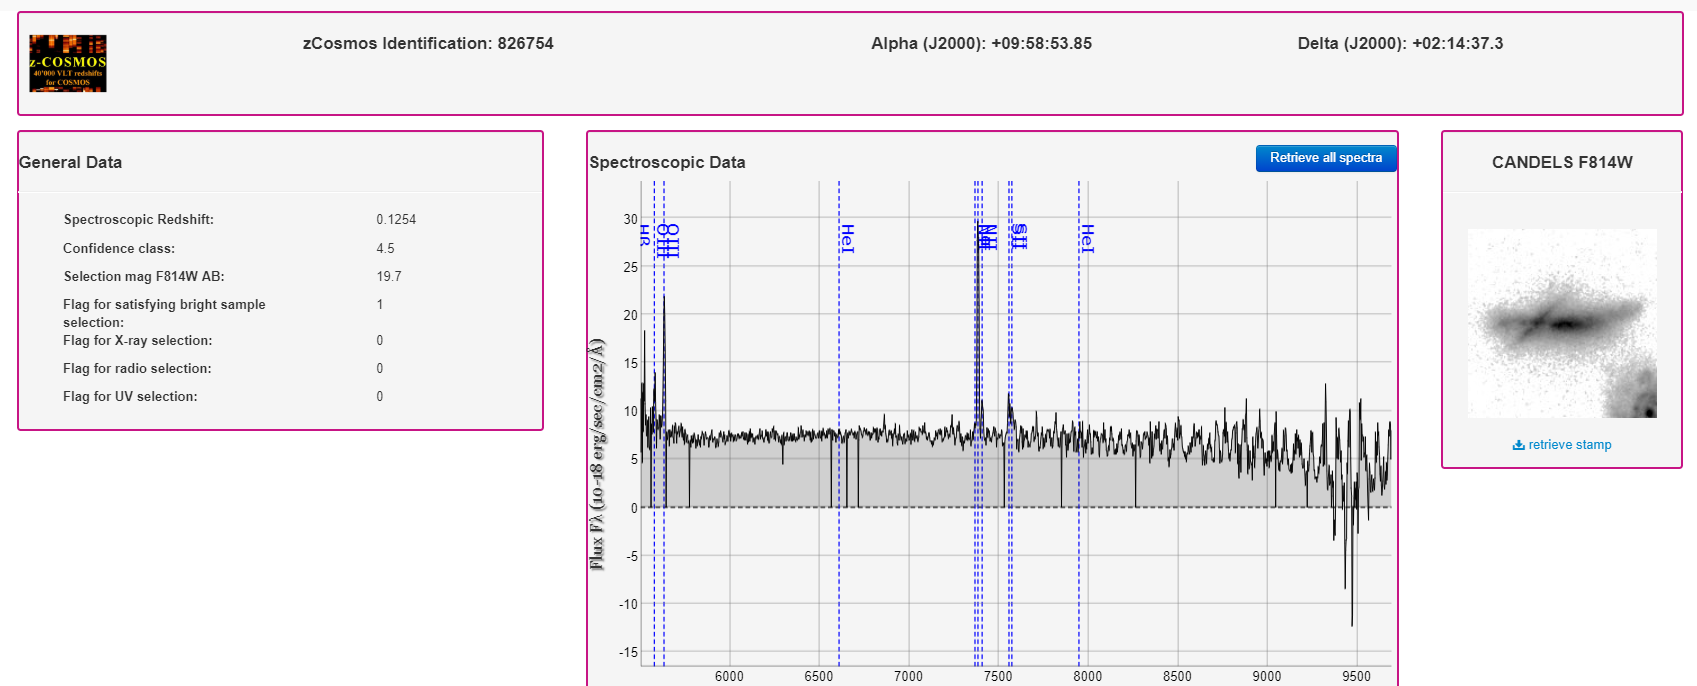 z-COSMOS
40'000 VLT redshifts
for COSMOS
zCosmos Identification: 826754
Alpha (J2000): +09:58:53.85
Delta (J2000): +02:14:37.3
General Data
Spectroscopic Redshift: 0.1254
Confidence class: 4.5
Selection mag F814W AB: 19.7
Flag for satisfying bright sample 1
selection:
Flag for X-ray selection: 0
Flag for radio selection: 0
Flag for UV selection: 0
Spectroscopic Data
Retrieve all spectra
Flux Fλ (10-18 erg/sec/cm2/Å)
30
25
20
15
10
5
0
-5
-10
-15
OIII
OIII
HeI
NII
SII
HeI
6000 6500 7000 7500 8000 8500 9000 9500
CANDELS F814W
retrieve stamp